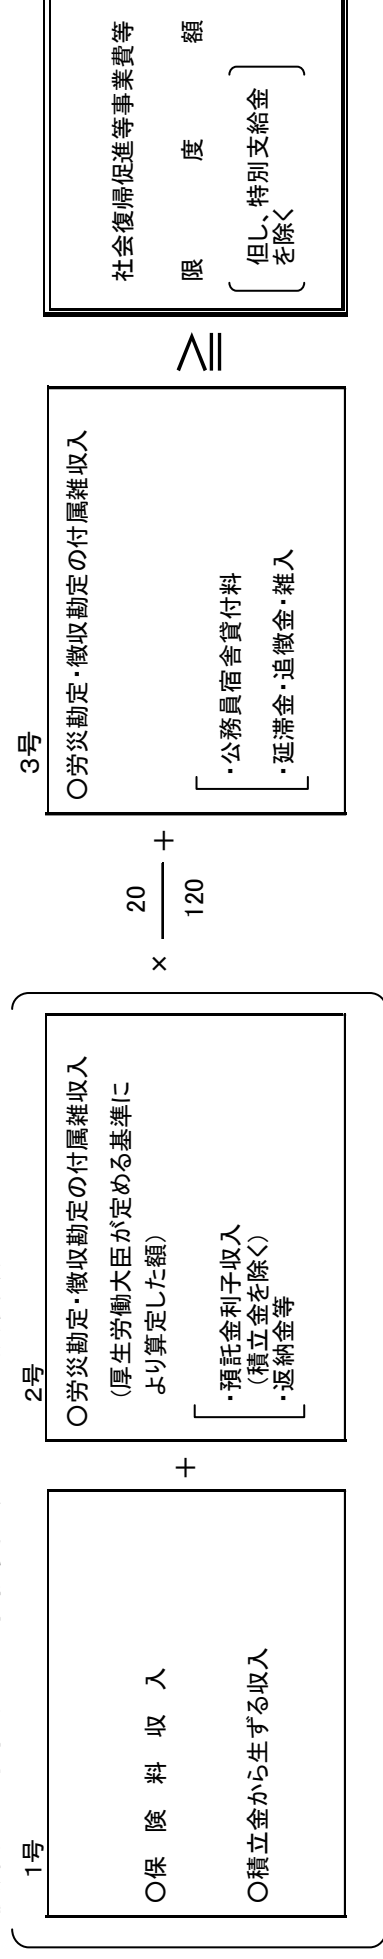 1号
○保 険 料 収 入
○積立金から生ずる収入
+
2号
○労災勘定・徴収勘定の付属雑収入
(厚生労働大臣が定める基準に
より算定した額)
・預託金利子収入
(積立金を除く)
・返納金等
×
20
120
+
3号
○労災勘定・徴収勘定の付属雑収入
・公務員宿舎貸付料
・延滞金・追徴金・雑入
≧
社会復帰促進等事業費等
限 度 額
但し、特別支給金
を除く